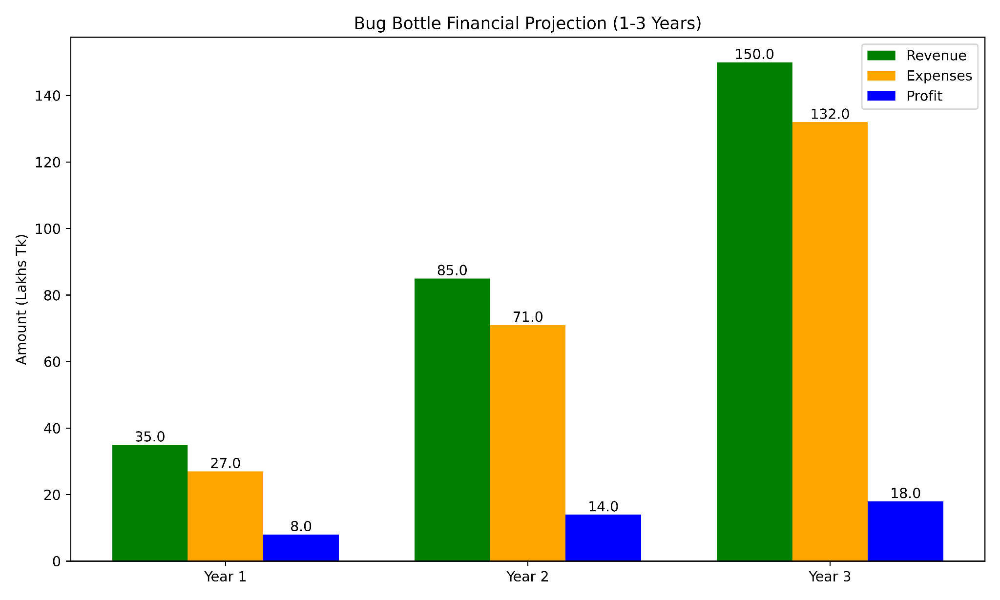 Bug Bottle Financial Projection (1-3 Years)
Revenue
Expenses
Profit
Amount (Lakhs Tk)
140
120
100
80
60
40
20
0
35.0
27.0
8.0
85.0
71.0
14.0
150.0
132.0
18.0
Year 1
Year 2
Year 3